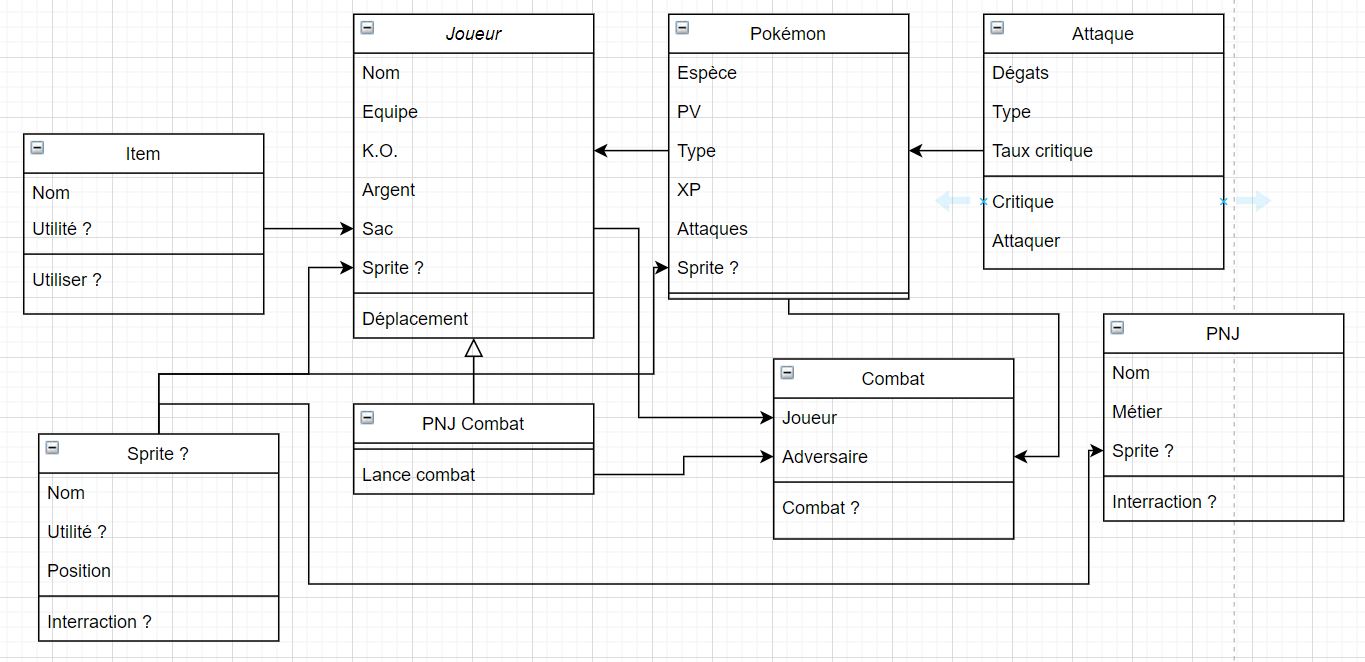 Joueur
Nom
Equipe
K.O.
Argent
Sac
Sprite ?
Déplacement
Pokémon
Espèce
PV
Type
XP
Attaques
Sprite ?
Attaque
Dégats
Type
Taux critique
Critique
Attaquer
Item
Nom
Utilité ?
Utiliser ?
PNJ
Nom
Métier
Sprite ?
Interraction ?
Combat
Joueur
Adversaire
Combat ?
PNJ Combat
Lance combat
Sprite ?
Nom
Utilité ?
Position
Interraction ?